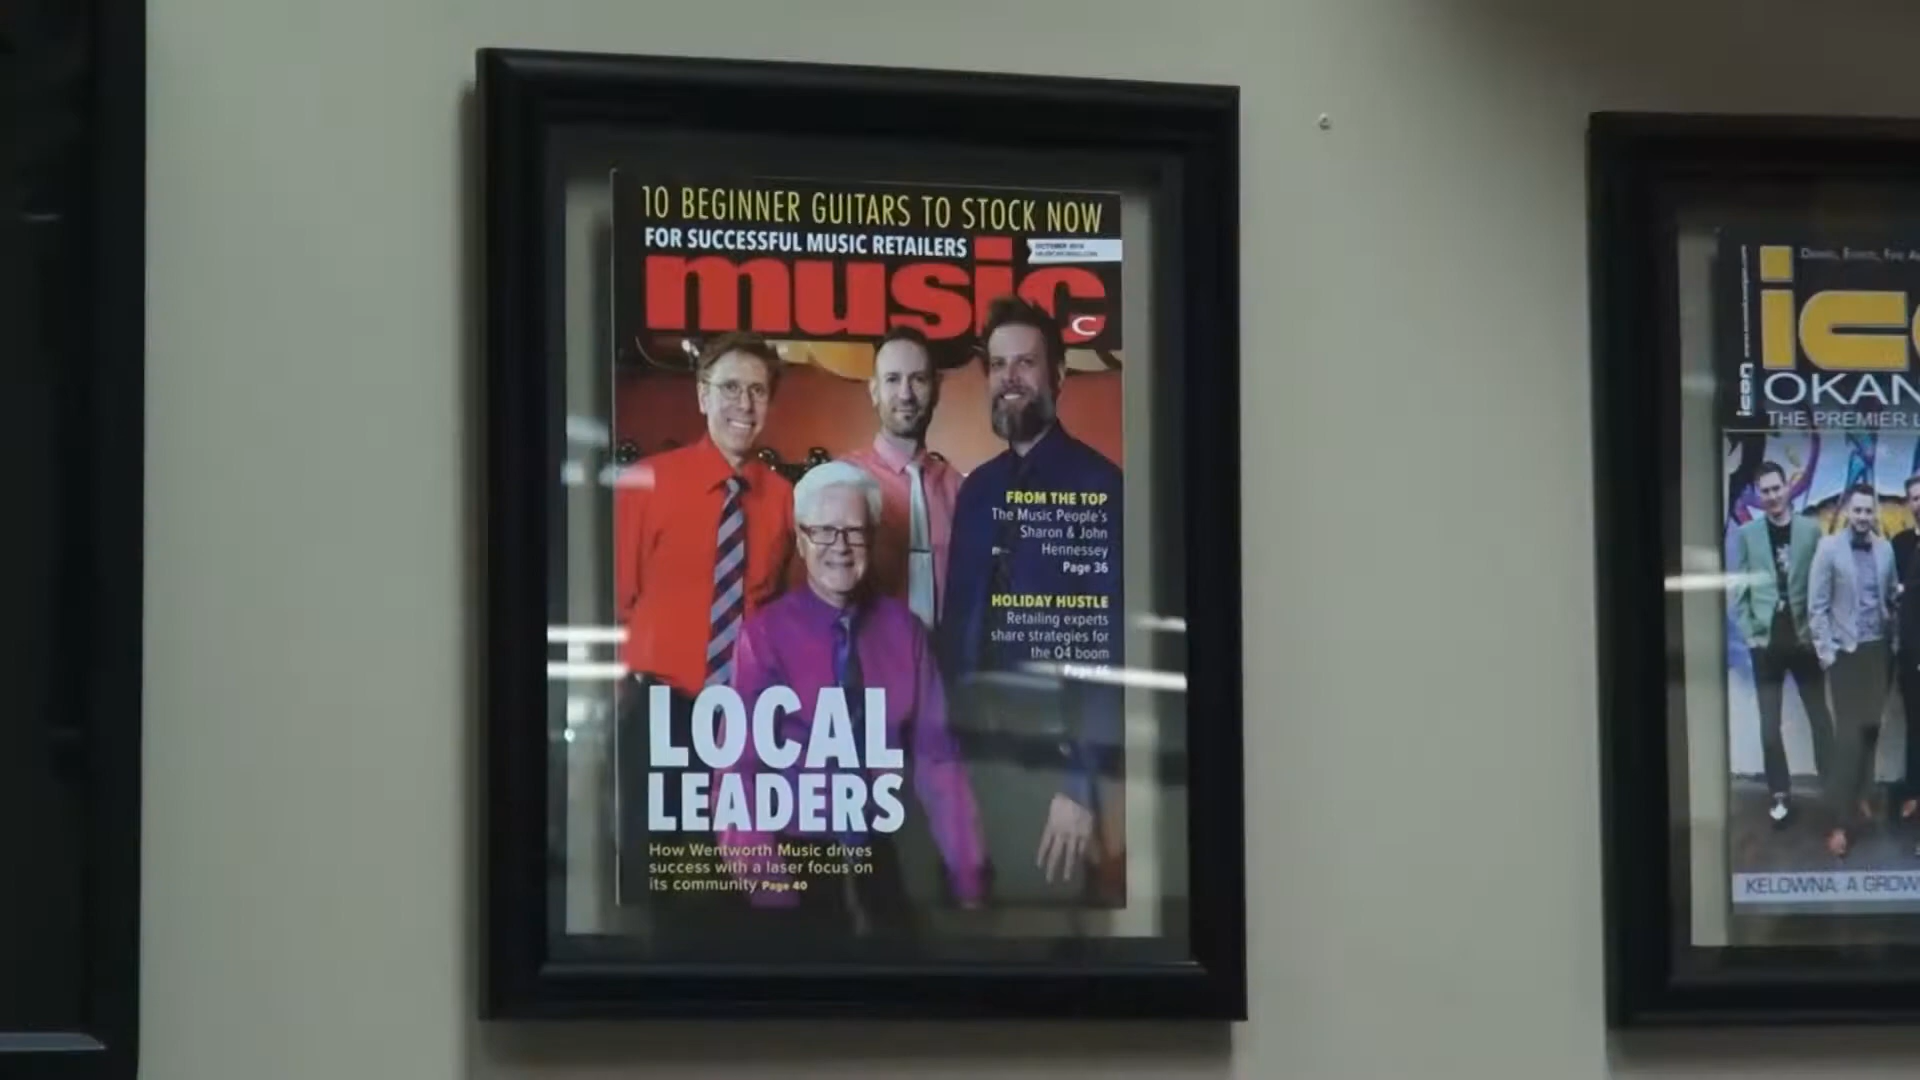 10 BEGINNER GUITARS TO STOCK NOW
FOR SUCCESSFUL MUSIC RETAILERS
music
C
FROM THE TOP
The Music People's
Sharon & John
Hennessey
Page 36
HOLIDAY HUSTLE
Retailing experts
share strategies for
the Q4 boom
LOCAL
LEADERS
How Wentworth Music drives
success with a laser focus on
its community Page 40
icon
OKAN
THE PREMIER L
KELOWNA: A GROW